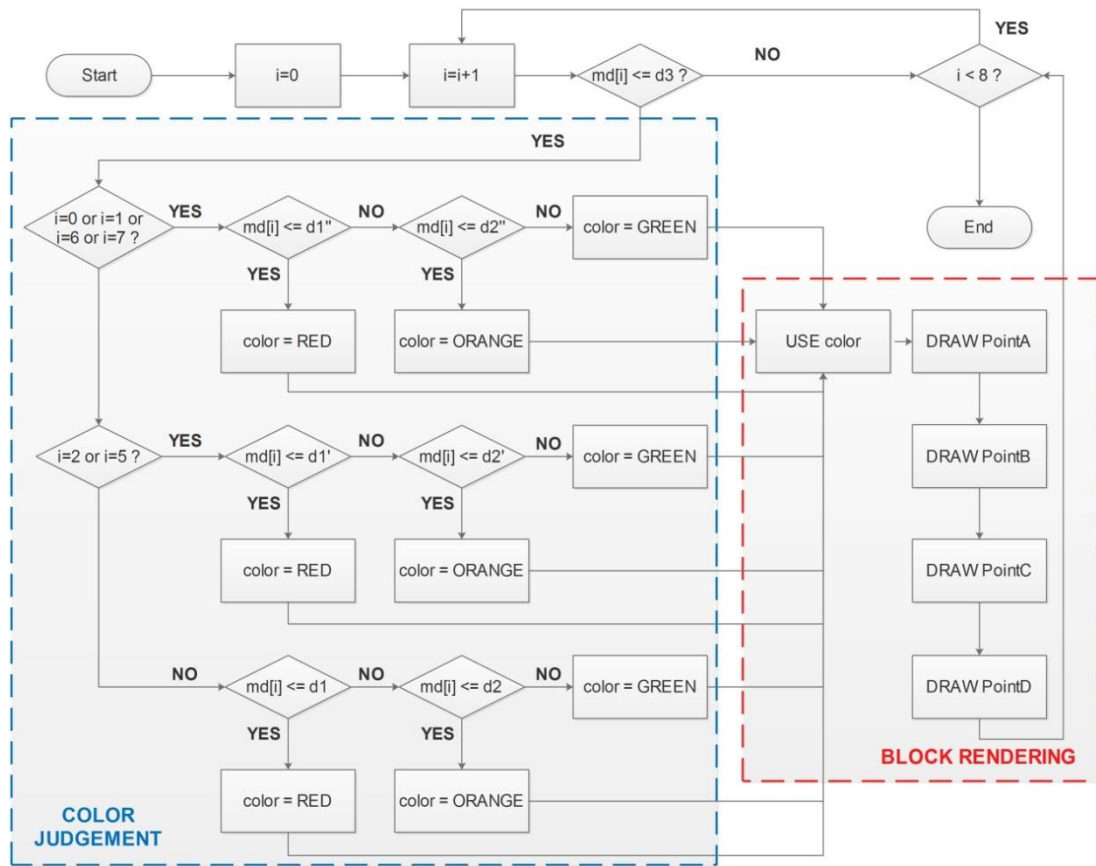 YES
Start
i=0
i=i+1
md[i] <= d3 ?
NO
i < 8 ?
YES
i=0 or i=1 or
i=6 or i=7 ?
YES
md[i] <= d1"
NO
md[i] <= d2"
NO
color = GREEN
End
YES
YES
color = RED
color = ORANGE
USE color
DRAW PointA
i=2 or i=5 ?
YES
md[i] <= d1'
NO
md[i] <= d2'
NO
color = GREEN
DRAW PointB
YES
YES
color = RED
color = ORANGE
DRAW PointC
NO
md[i] <= d1
NO
md[i] <= d2
NO
color = GREEN
DRAW PointD
YES
YES
BLOCK RENDERING
color = RED
color = ORANGE
COLOR
JUDGEMENT